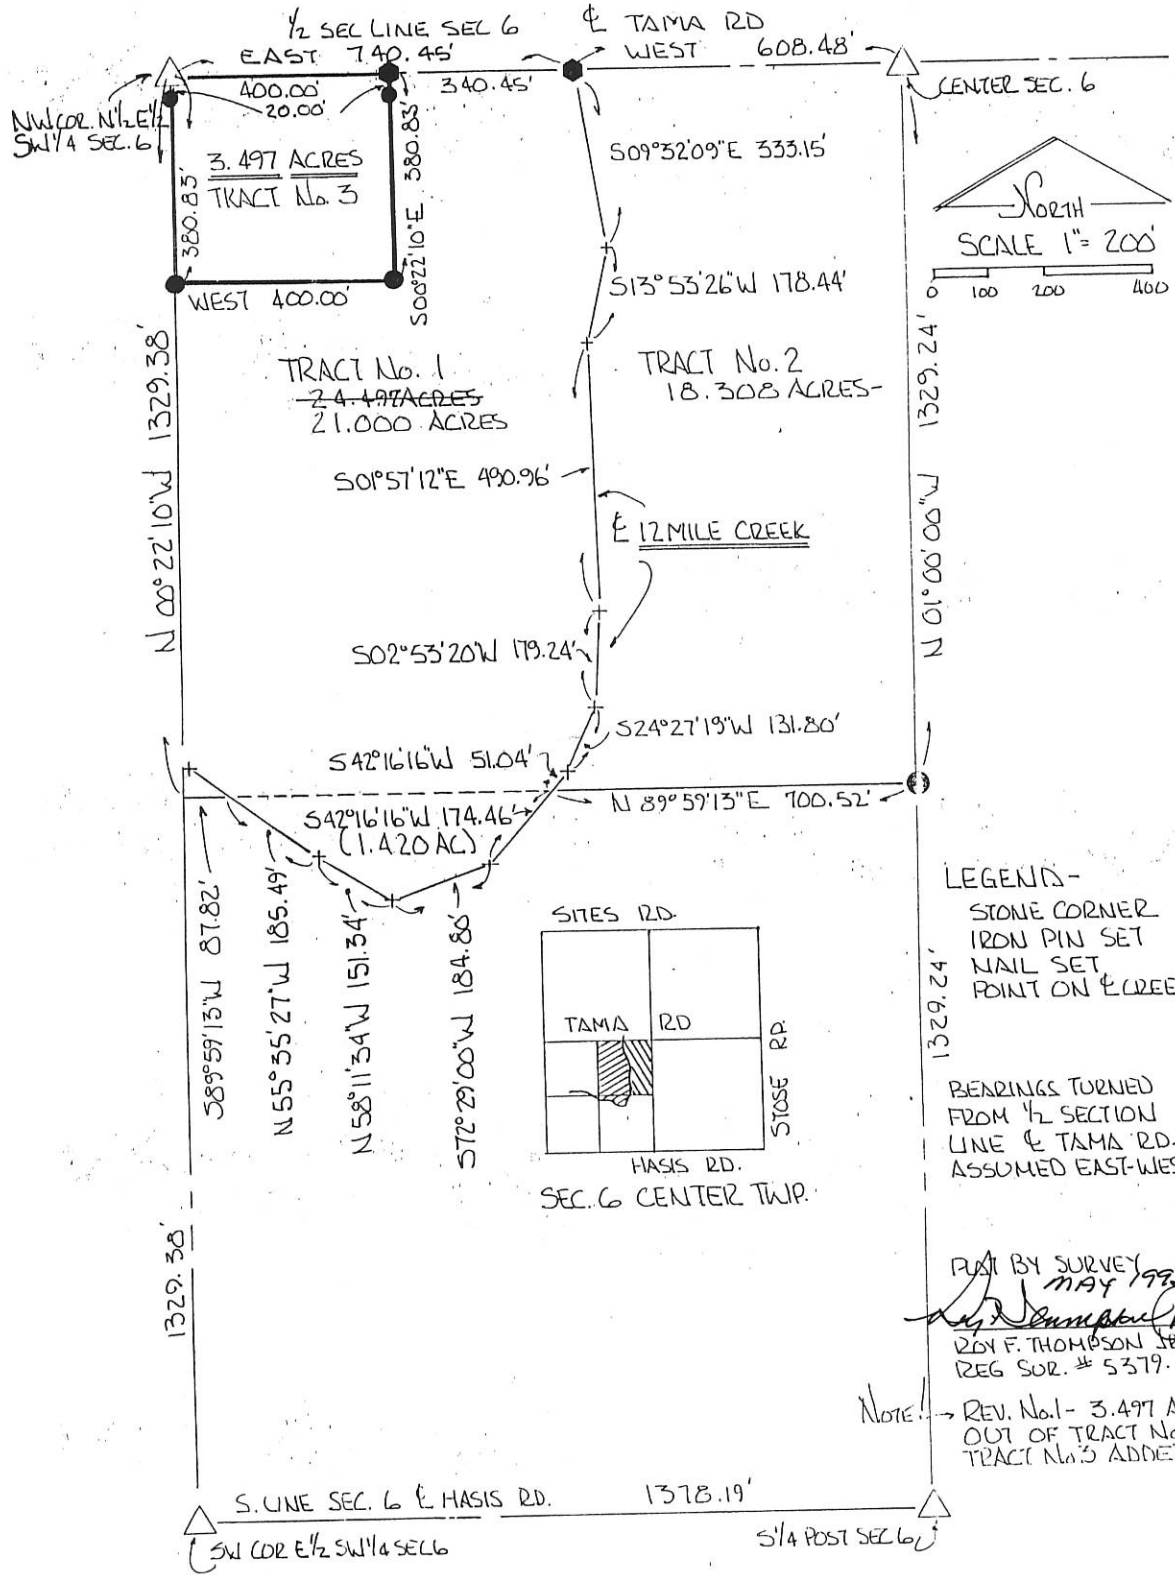 1/2 SEC LINE SEC 6
℄ TAMA RD
EAST 740.45'
WEST 608.48'
400.00'
340.45'
20.00'
CENTER SEC. 6
NW COR. N1/2 E1/2
SW1/4 SEC. 6
3.497 ACRES
TRACT No. 3
380.83'
S00°22'10"E 380.83'
WEST 400.00'
S09°32'09"E 333.15'
NORTH
SCALE 1"= 200'
0 100 200 400
S13°53'26"W 178.44'
TRACT No. 1
24.497 ACRES
21.000 ACRES
TRACT No. 2
18.308 ACRES-
N 00°22'10"W 1329.38'
N 01°00'00"W 1329.24'
S01°57'12"E 490.96'
℄ 12 MILE CREEK
S02°53'20"W 179.24'
S24°27'19"W 131.80'
S42°16'16"W 51.04'
N 89°59'13"E 700.52'
S42°16'16"W 174.46'
(1.420 AC)
S89°59'13"W 87.82'
N55°35'27"W 185.49'
N58°11'34"W 151.34'
S72°29'00"W 184.80'
LEGEND-
STONE CORNER
IRON PIN SET
NAIL SET
POINT ON ℄ CREE
SITES RD.
TAMA RD
STOSE RD.
HASIS RD.
SEC. 6 CENTER TWP.
1329.24'
BEARINGS TURNED
FROM 1/2 SECTION
LINE ℄ TAMA RD.
ASSUMED EAST-WES
1329.38'
PLAT BY SURVEY
MAY 199
ROY F. THOMPSON JR
REG SUR. # 5379.
NOTE! REV. No.1- 3.497 A
OUT OF TRACT No
TRACT No.3 ADDE
S. LINE SEC. 6 ℄ HASIS RD. 1378.19'
SW COR E1/2 SW1/4 SEC 6
S1/4 POST SEC 6